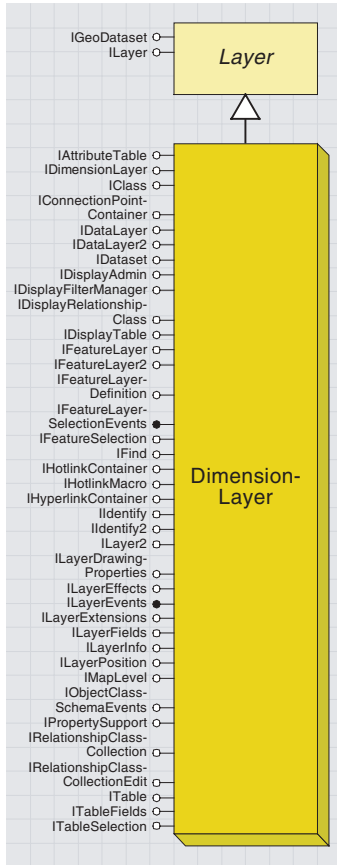 IGeoDataset
ILayer
Layer
IAttributeTable
IDimensionLayer
IClass
IConnectionPoint-
Container
IDataLayer
IDataLayer2
IDataset
IDisplayAdmin
IDisplayFilterManager
IDisplayRelationship-
Class
IDisplayTable
IFeatureLayer
IFeatureLayer2
IFeatureLayer-
Definition
IFeatureLayer-
SelectionEvents
IFeatureSelection
IFind
IHotlinkContainer
IHotlinkMacro
IHyperlinkContainer
IIdentify
IIdentify2
ILayer2
ILayerDrawing-
Properties
ILayerEffects
ILayerEvents
ILayerExtensions
ILayerFields
ILayerInfo
ILayerPosition
IMapLevel
IObjectClass-
SchemaEvents
IPropertySupport
IRelationshipClass-
Collection
IRelationshipClass-
CollectionEdit
ITable
ITableFields
ITableSelection
Dimension-
Layer